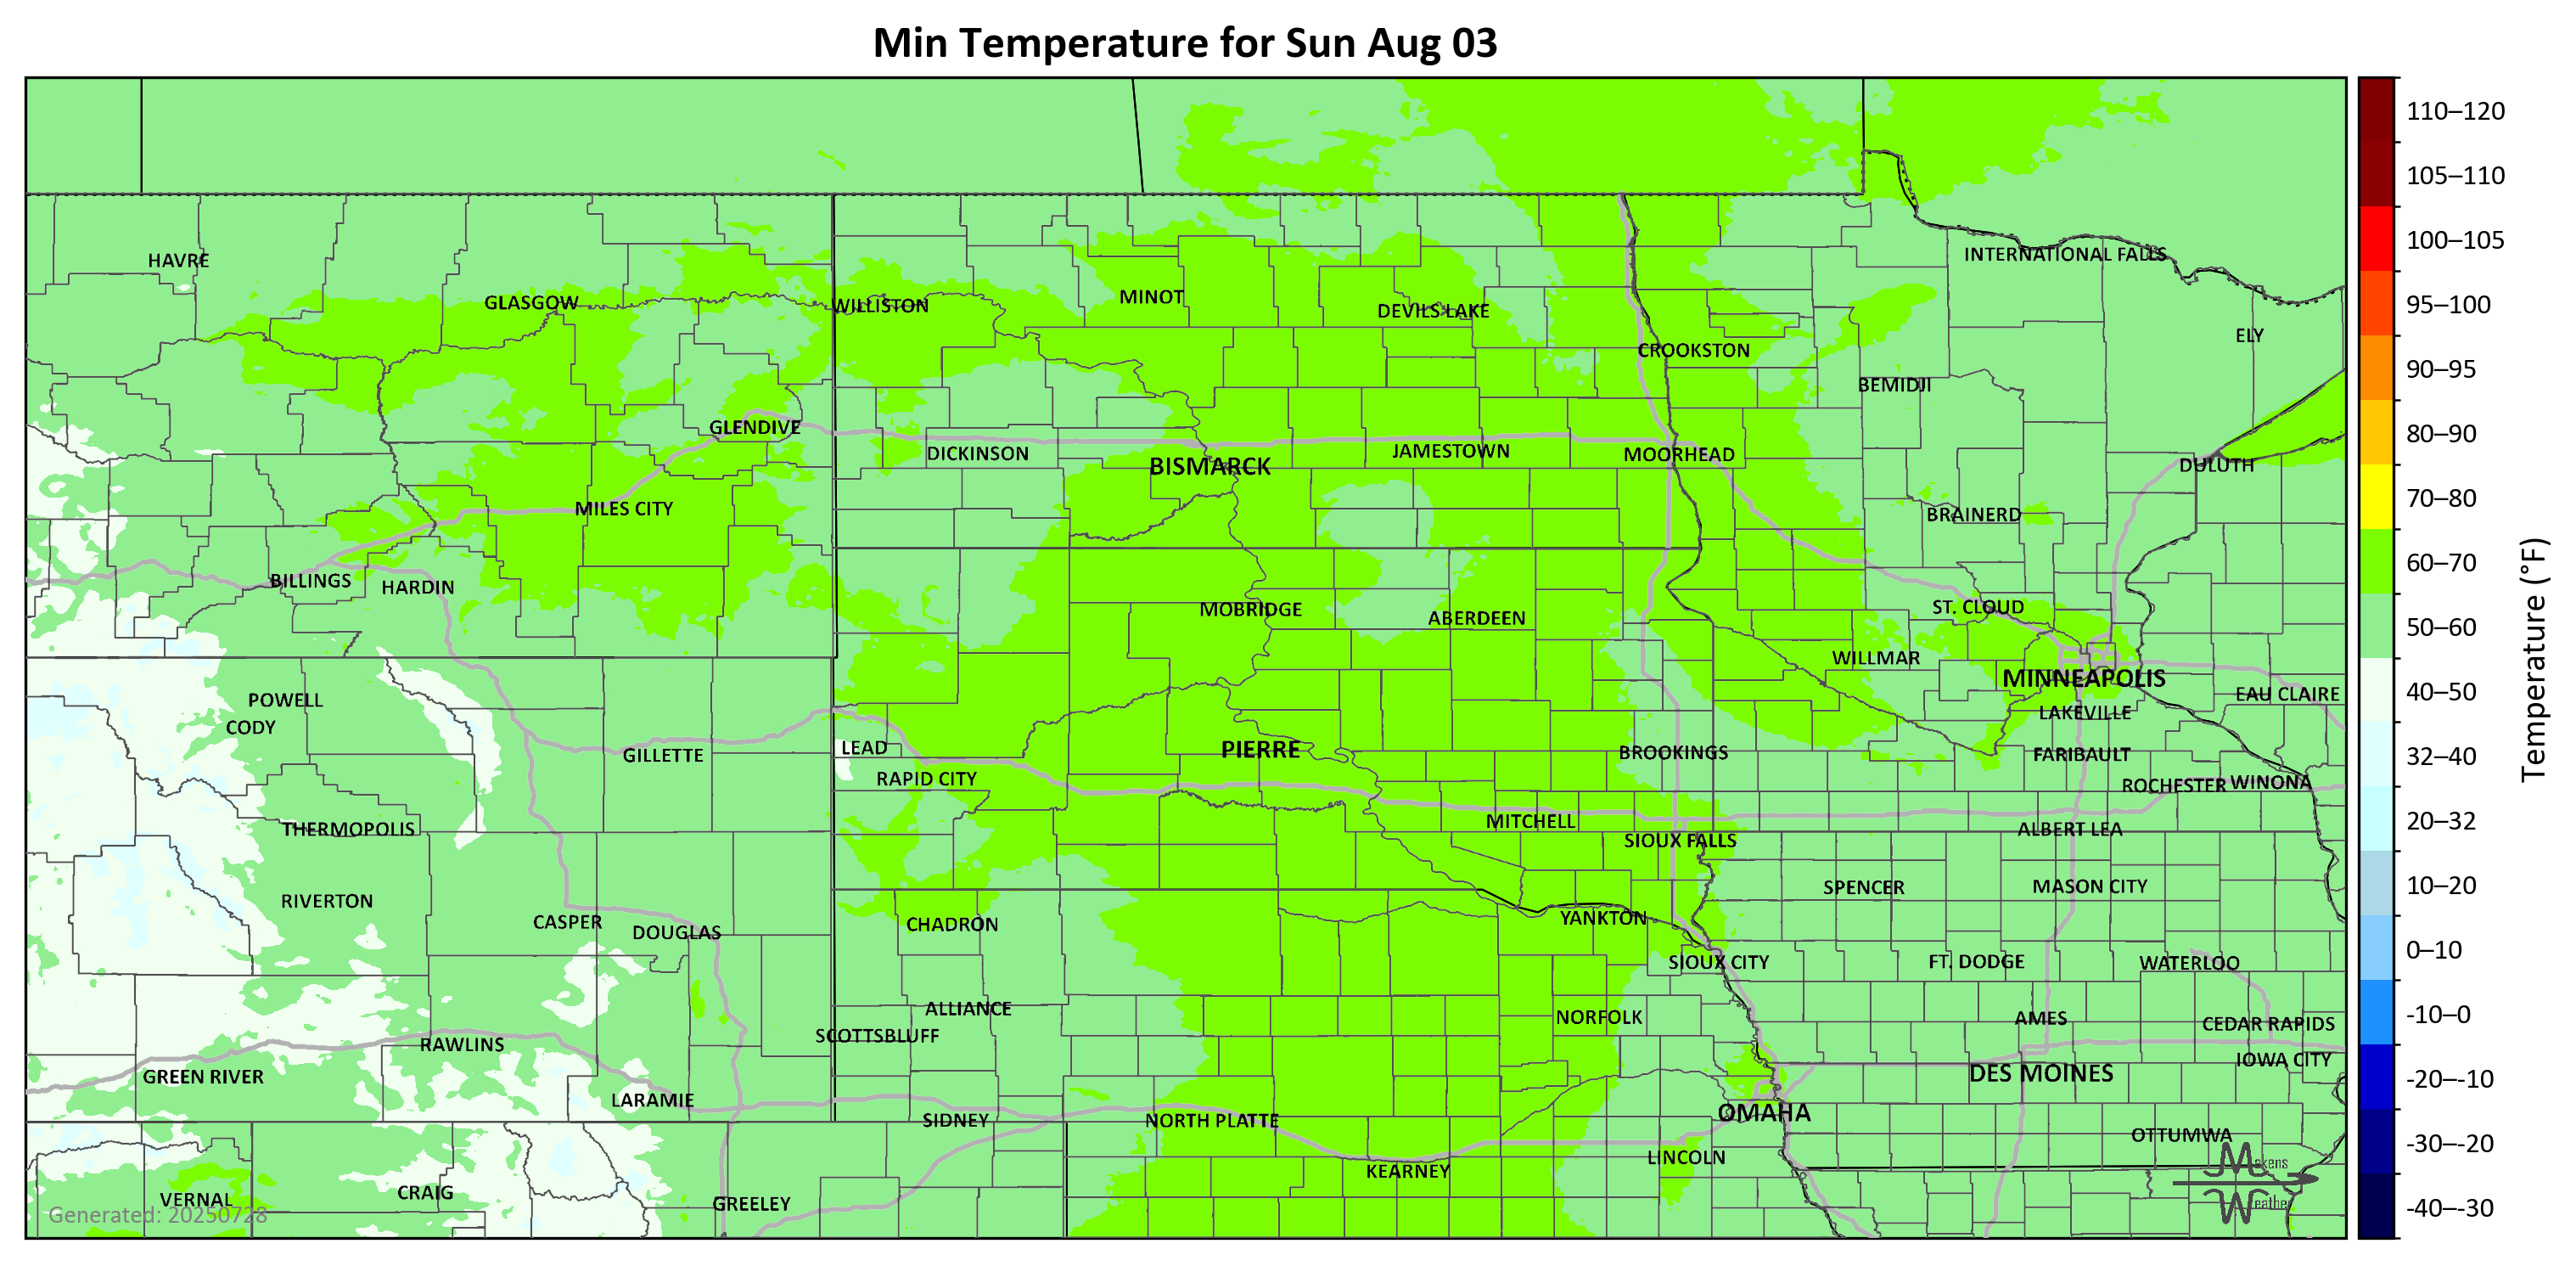 Min Temperature for Sun Aug 03
HAVRE
GLASGOW
WILLISTON
MINOT
DEVILS LAKE
INTERNATIONAL FALLS
ELY
CROOKSTON
BEMIDJI
GLENDIVE
DICKINSON
BISMARCK
JAMESTOWN
MOORHEAD
DULUTH
MILES CITY
BRAINERD
BILLINGS
HARDIN
MOBRIDGE
ABERDEEN
ST. CLOUD
WILLMAR
MINNEAPOLIS
EAU CLAIRE
LAKEVILLE
POWELL
CODY
GILLETTE
LEAD
RAPID CITY
PIERRE
BROOKINGS
FARIBAULT
ROCHESTER
WINONA
THERMOPOLIS
MITCHELL
SIOUX FALLS
ALBERT LEA
RIVERTON
CASPER
DOUGLAS
CHADRON
YANKTON
SPENCER
MASON CITY
SIOUX CITY
FT. DODGE
WATERLOO
ALLIANCE
SCOTTSBLUFF
NORFOLK
AMES
CEDAR RAPIDS
IOWA CITY
RAWLINS
GREEN RIVER
LARAMIE
SIDNEY
NORTH PLATTE
OMAHA
DES MOINES
OTTUMWA
KEARNEY
LINCOLN
VERNAL
CRAIG
GREELEY
Generated: 20250728
Makens
Weather
110–120
105–110
100–105
95–100
90–95
80–90
70–80
60–70
50–60
40–50
32–40
20–32
10–20
0–10
-10–0
-20–-10
-30–-20
-40–-30
Temperature (°F)